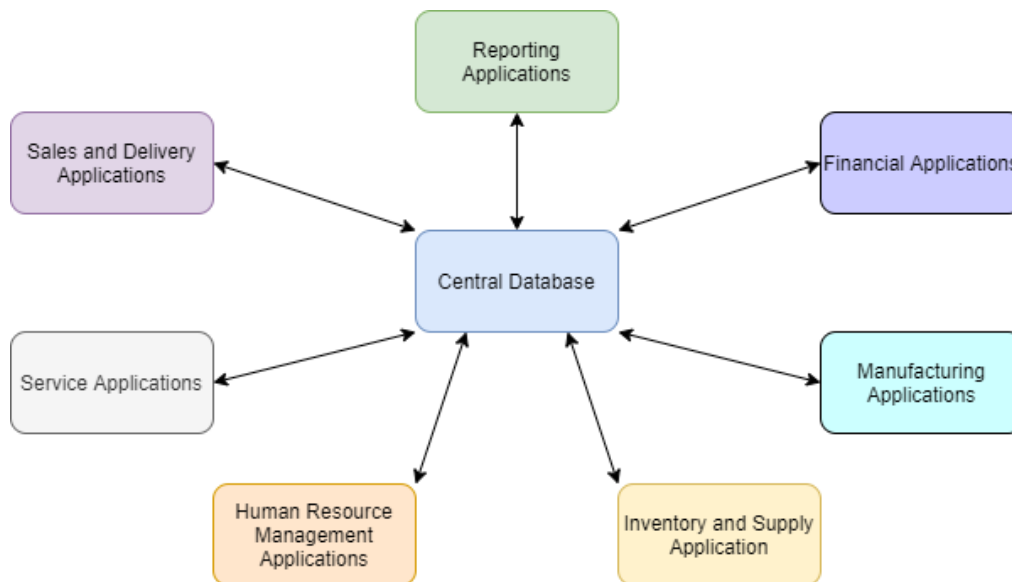 Reporting
Applications
Sales and Delivery
Applications
Financial Applications
Central Database
Service Applications
Manufacturing
Applications
Human Resource
Management
Applications
Inventory and Supply
Application